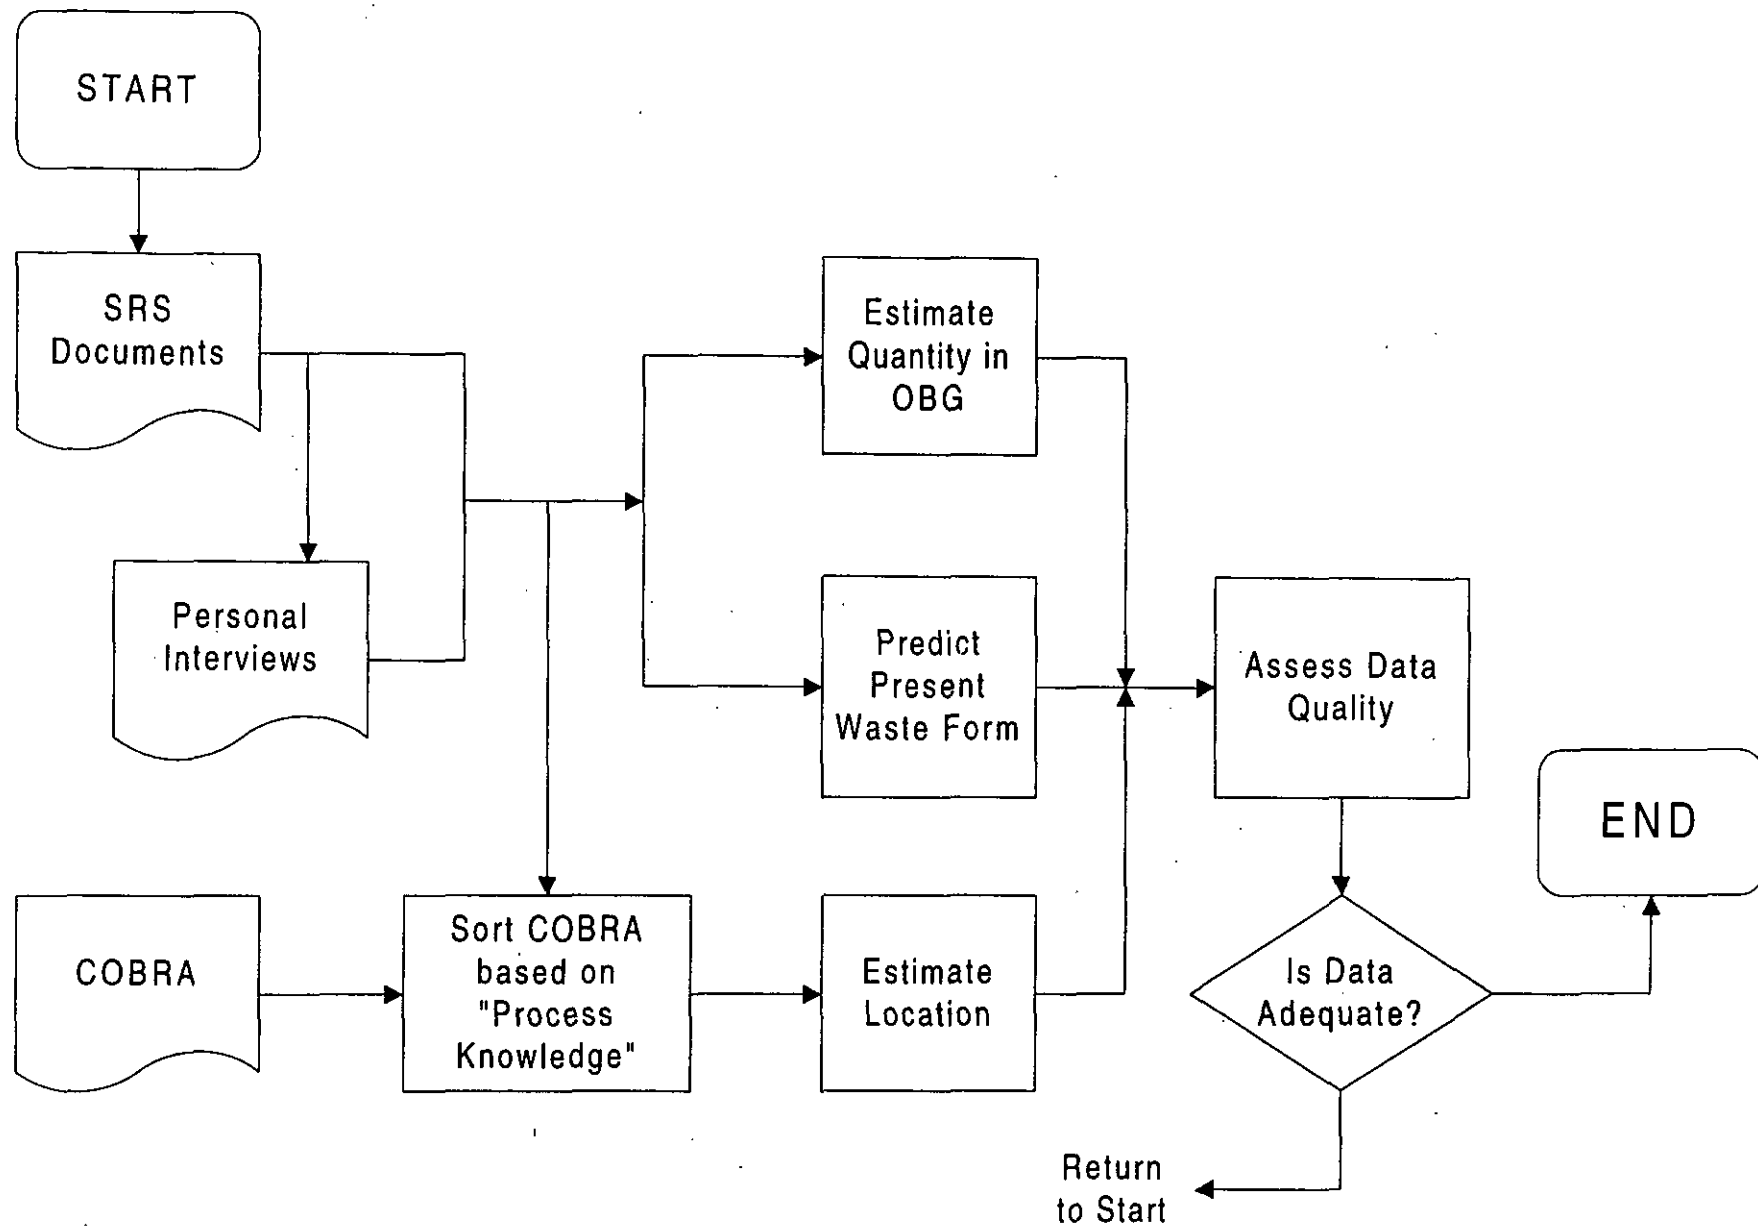 START
SRS
Documents
Estimate
Quantity in
OBG
Personal
Interviews
Predict
Present
Waste Form
Assess Data
Quality
END
COBRA
Sort COBRA
based on
"Process
Knowledge"
Estimate
Location
Is Data
Adequate?
Return
to Start